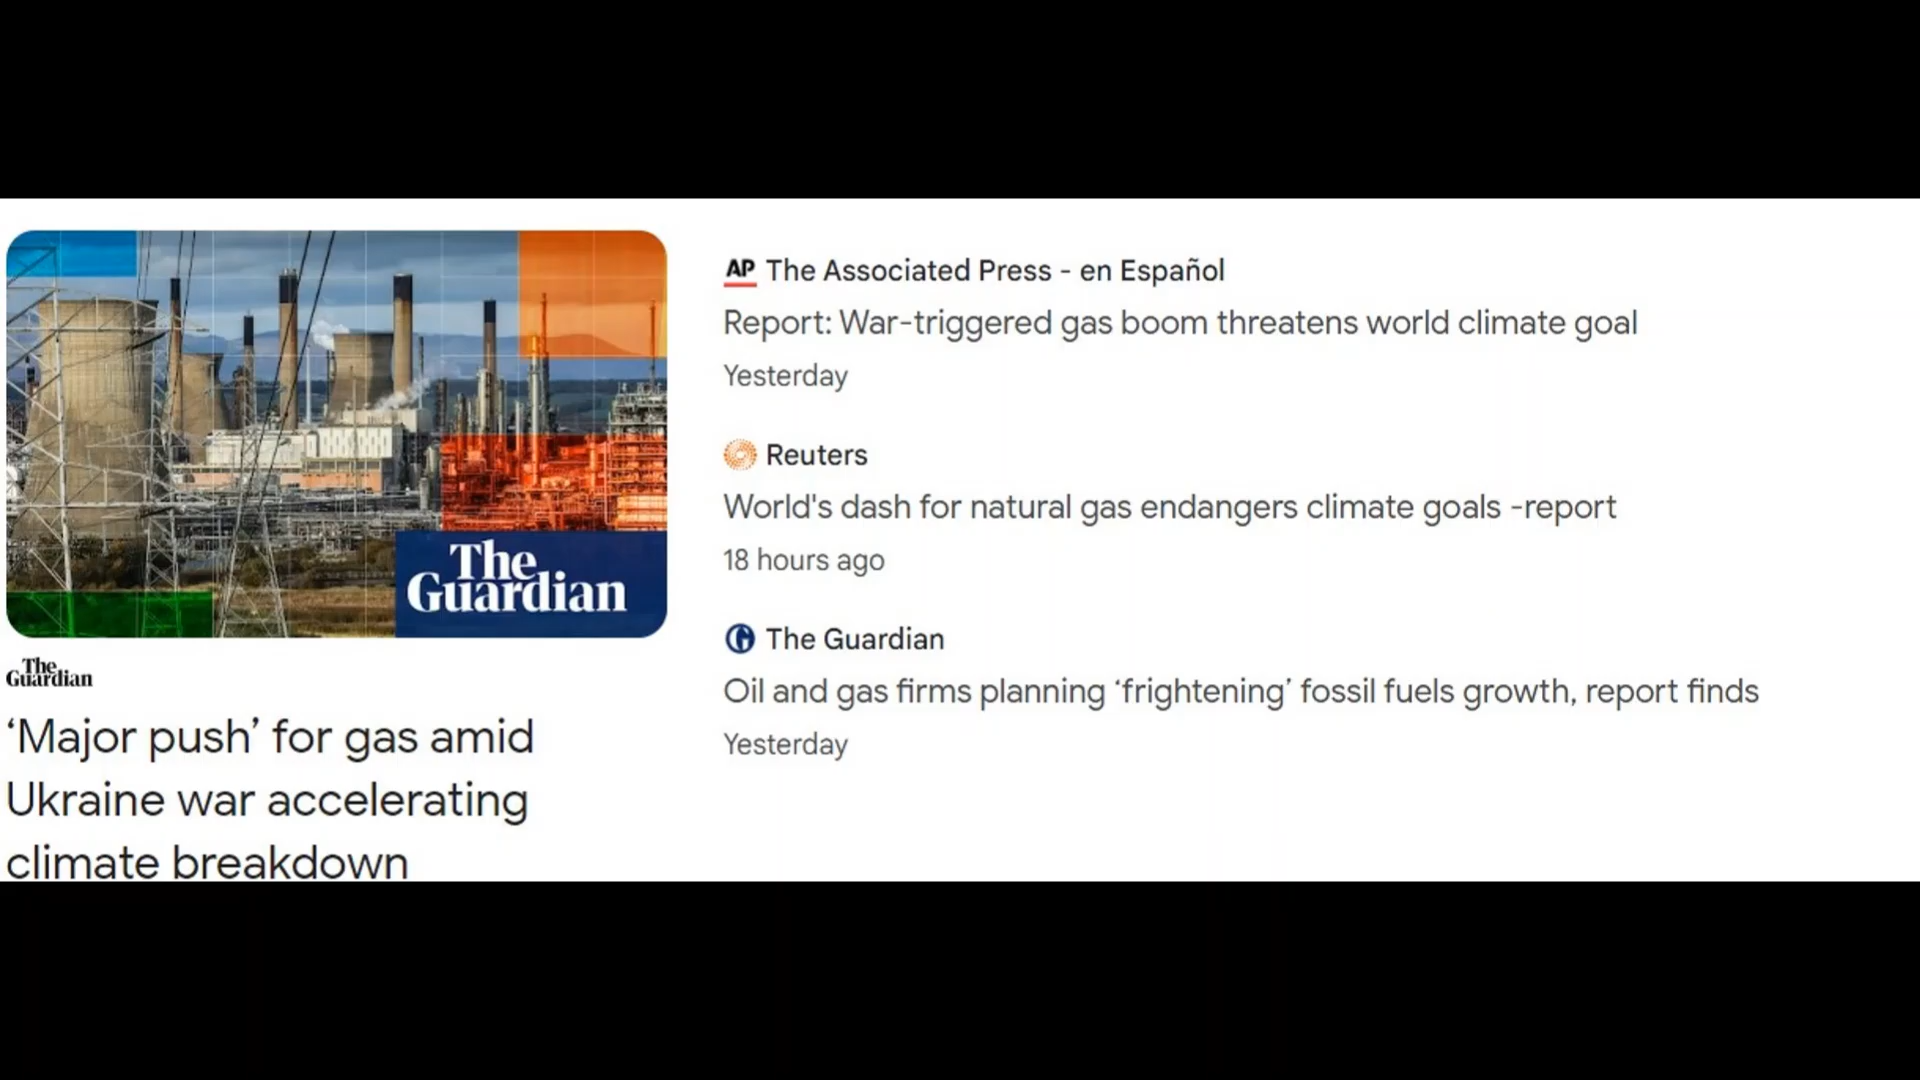 The
Guardian
The
Guardian
‘Major push’ for gas amid
Ukraine war accelerating
climate breakdown
AP The Associated Press - en Español
Report: War-triggered gas boom threatens world climate goal
Yesterday
Reuters
World's dash for natural gas endangers climate goals -report
18 hours ago
The Guardian
Oil and gas firms planning ‘frightening’ fossil fuels growth, report finds
Yesterday